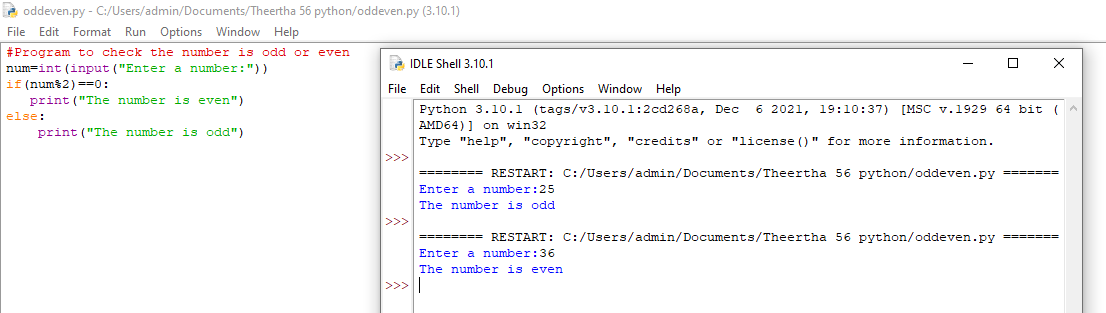 oddeven.py - C:/Users/admin/Documents/Theertha 56 python/oddeven.py (3.10.1)
File Edit Format Run Options Window Help
#Program to check the number is odd or even
num=int(input("Enter a number:"))
if(num%2)==0:
   print("The number is even")
else:
    print("The number is odd")
IDLE Shell 3.10.1
File Edit Shell Debug Options Window Help
Python 3.10.1 (tags/v3.10.1:2cd268a, Dec  6 2021, 19:10:37) [MSC v.1929 64 bit (
AMD64)] on win32
Type "help", "copyright", "credits" or "license()" for more information.
>>>
======== RESTART: C:/Users/admin/Documents/Theertha 56 python/oddeven.py =======
Enter a number:25
The number is odd
>>>
======== RESTART: C:/Users/admin/Documents/Theertha 56 python/oddeven.py =======
Enter a number:36
The number is even
>>>